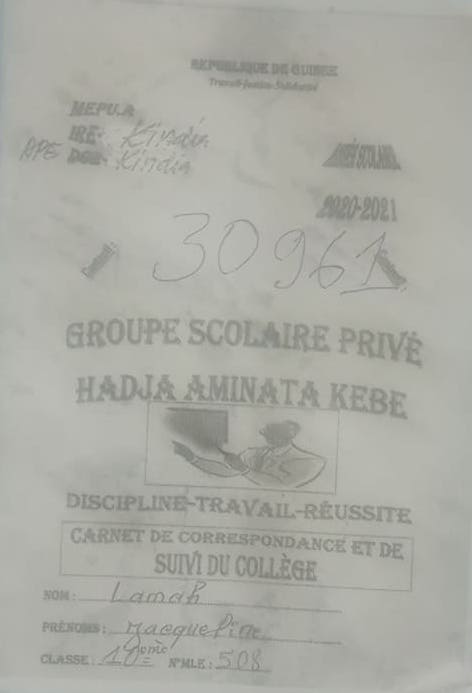 REPUBLIQUE DE GUINEE
Travail-Justice-Solidarité
MEPU.A
IRE: Kindia
APE DCE: Kindia
ANNÉE SCOLAIRE
2020-2021
30961
GROUPE SCOLAIRE PRIVÉ
HADJA AMINATA KEBE
DISCIPLINE-TRAVAIL-RÉUSSITE
CARNET DE CORRESPONDANCE ET DE
SUIVI DU COLLÈGE
NOM: Lamah
PRÉNOMS: Macqueline
CLASSE: 10ème N°MLE: 508